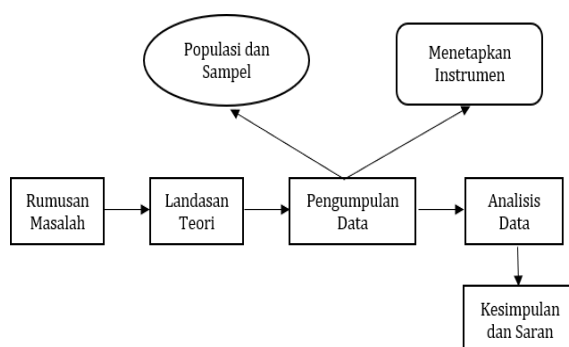 Populasi dan
Sampel
Menetapkan
Instrumen
Rumusan
Masalah
Landasan
Teori
Pengumpulan
Data
Analisis
Data
Kesimpulan
dan Saran